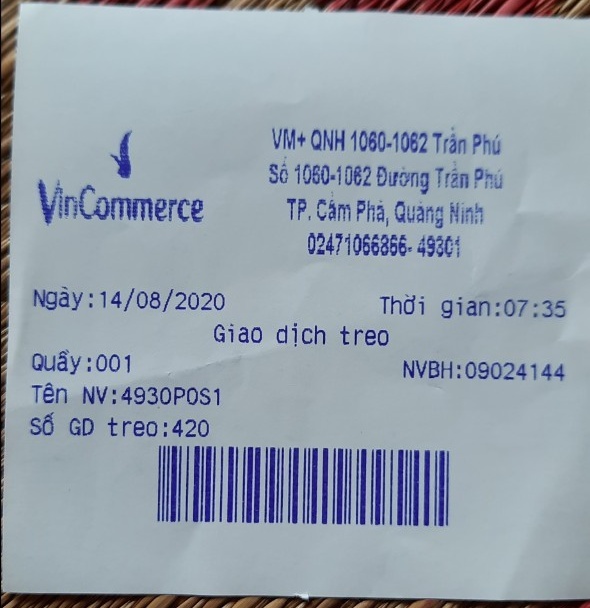 VinCommerce
VM+ QNH 1060-1062 Trần Phú
Số 1060-1062 Đường Trần Phú
TP. Cẩm Phả, Quảng Ninh
02471066866- 49301
Ngày:14/08/2020 Thời gian:07:35
Giao dịch treo
Quầy:001 NVBH:09024144
Tên NV:4930POS1
Số GD treo:420